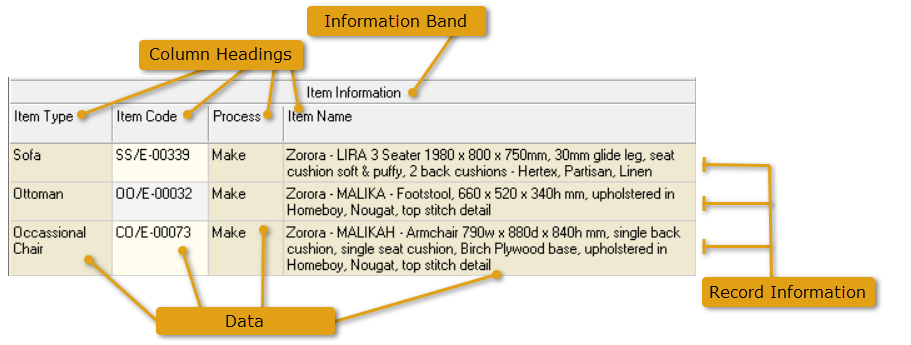 Information Band
Column Headings
Item Information
Item Type Item Code Process Item Name
Sofa SS/E-00339 Make Zorora - LIRA 3 Seater 1980 x 800 x 750mm, 30mm glide leg, seat
cushion soft & puffy, 2 back cushions - Hertex, Partisan, Linen
Ottoman OO/E-00032 Make Zorora - MALIKA - Footstool, 660 x 520 x 340h mm, upholstered in
Homeboy, Nougat, top stitch detail
Occassional CO/E-00073 Make Zorora - MALIKAH - Armchair 790w x 880d x 840h mm, single back
Chair cushion, single seat cushion, Birch Plywood base, upholstered in
Homeboy, Nougat, top stitch detail
Record Information
Data